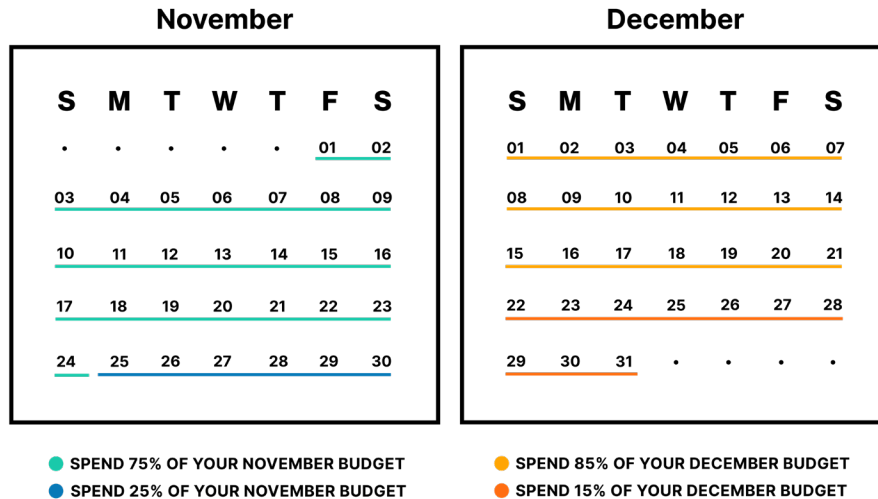 November
S M T W T F S
. . . . . 01 02
03 04 05 06 07 08 09
10 11 12 13 14 15 16
17 18 19 20 21 22 23
24 25 26 27 28 29 30
SPEND 75% OF YOUR NOVEMBER BUDGET
SPEND 25% OF YOUR NOVEMBER BUDGET
December
S M T W T F S
01 02 03 04 05 06 07
08 09 10 11 12 13 14
15 16 17 18 19 20 21
22 23 24 25 26 27 28
29 30 31 . . . .
SPEND 85% OF YOUR DECEMBER BUDGET
SPEND 15% OF YOUR DECEMBER BUDGET